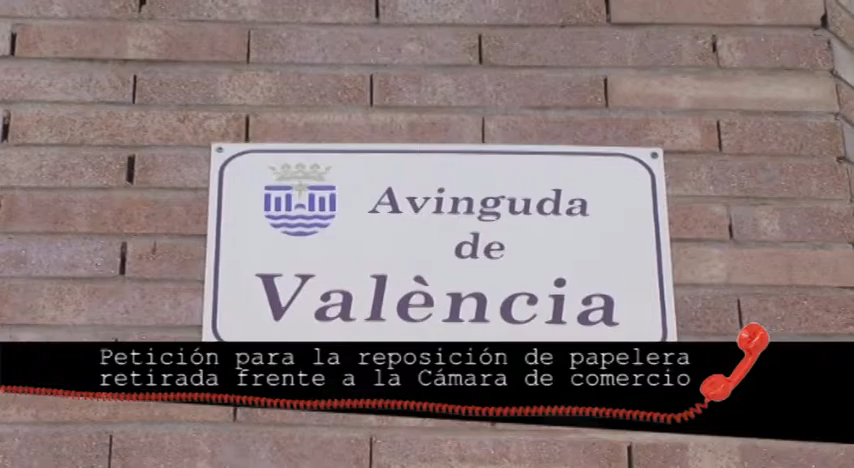 Avinguda
de
València
Petición para la reposición de papelera
retirada frente a la Cámara de comercio